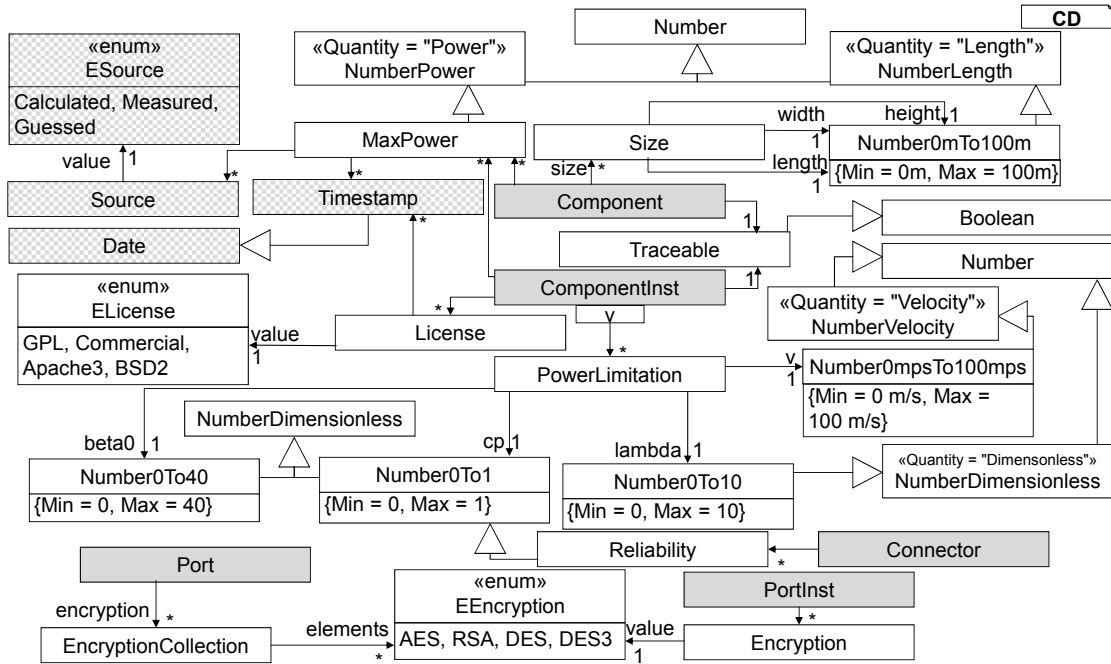 CD
Number
«enum»
ESource
Calculated, Measured,
Guessed
«Quantity = "Power"»
NumberPower
«Quantity = "Length"»
NumberLength
value
1
MaxPower
*
*
*
*
Size
width
1
height
1
length
1
Number0mTo100m
{Min = 0m, Max = 100m}
size
*
Source
Timestamp
*
Component
1
Boolean
Date
Traceable
1
Number
«enum»
ELicense
GPL, Commercial,
Apache3, BSD2
value
1
License
*
ComponentInst
v
*
«Quantity = "Velocity"»
NumberVelocity
PowerLimitation
v
1
Number0mpsTo100mps
{Min = 0 m/s, Max =
100 m/s}
NumberDimensionless
beta0
1
cp
1
lambda
1
Number0To40
{Min = 0, Max = 40}
Number0To1
{Min = 0, Max = 1}
Number0To10
{Min = 0, Max = 10}
«Quantity = "Dimensonless"»
NumberDimensionless
Reliability
*
Connector
Port
encryption
*
EncryptionCollection
elements
*
«enum»
EEncryption
AES, RSA, DES, DES3
value
1
PortInst
*
Encryption